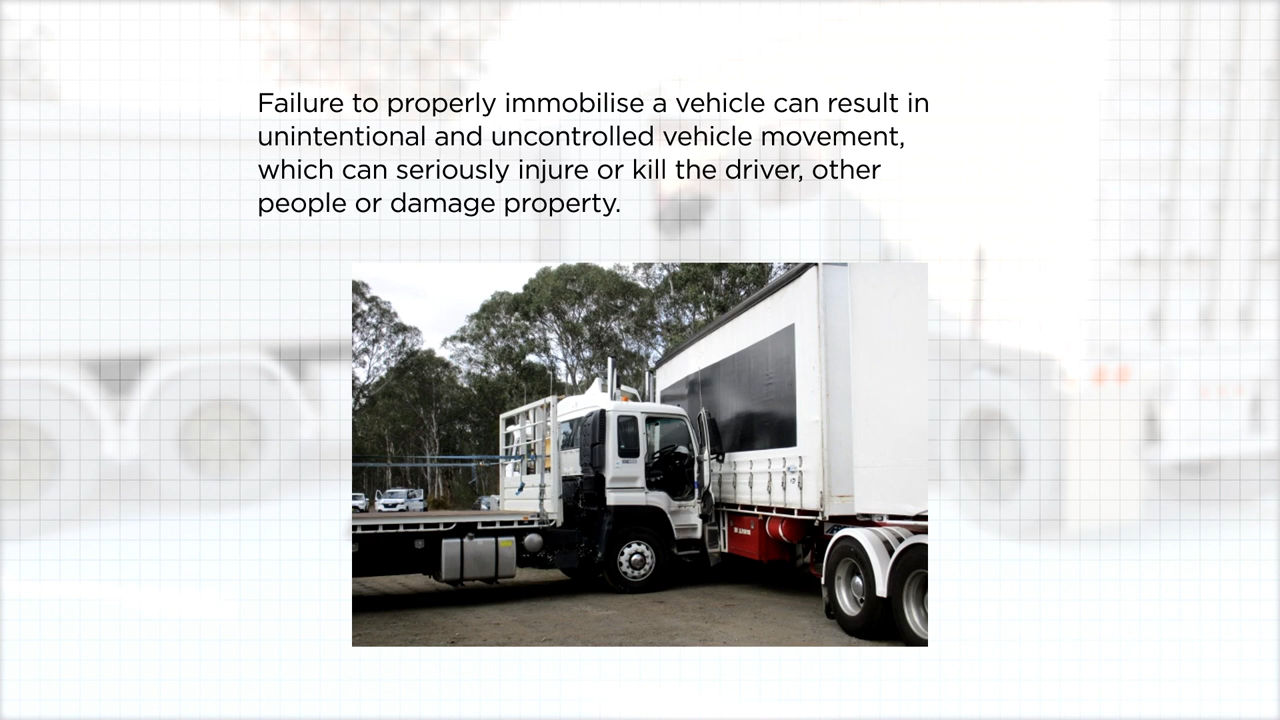 Failure to properly immobilise a vehicle can result in
unintentional and uncontrolled vehicle movement,
which can seriously injure or kill the driver, other
people or damage property.